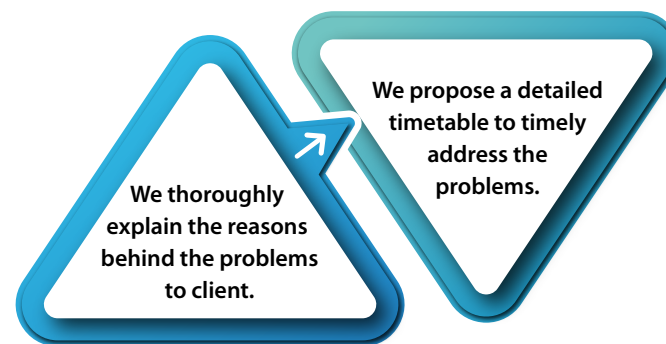 We thoroughly
explain the reasons
behind the problems
to client.
We propose a detailed
timetable to timely
address the
problems.